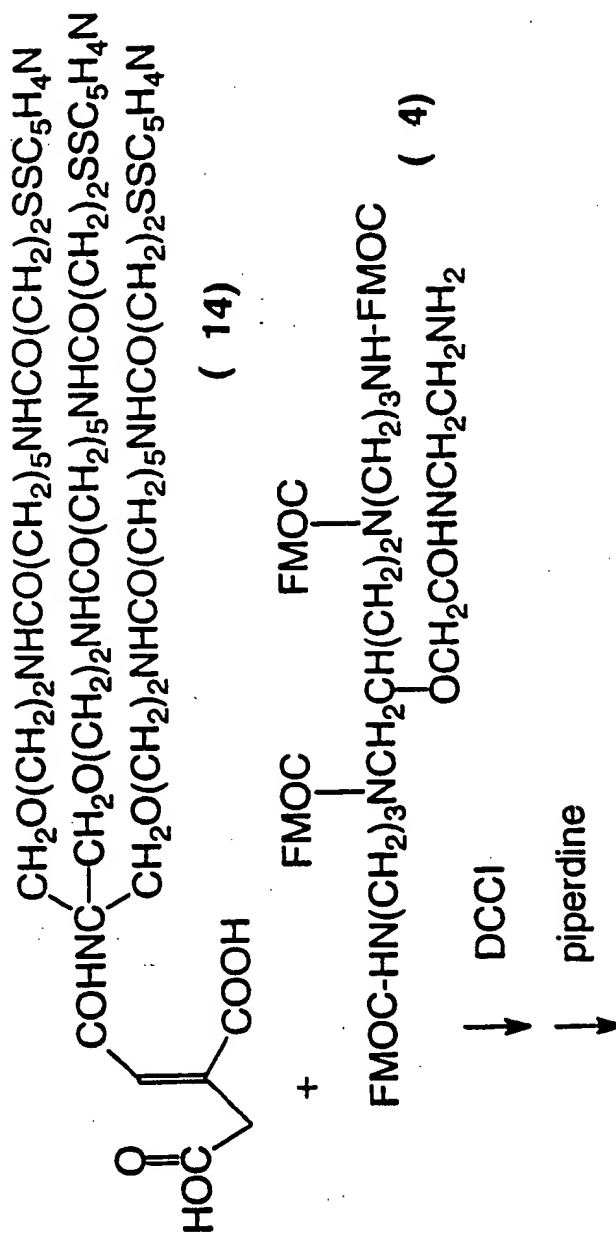 CH₂O(CH₂)₂NHCO(CH₂)₅NHCO(CH₂)₂SSC₅H₄N
COHNC—CH₂O(CH₂)₂NHCO(CH₂)₅NHCO(CH₂)₂SSC₅H₄N
CH₂O(CH₂)₂NHCO(CH₂)₅NHCO(CH₂)₂SSC₅H₄N
O
HOC
COOH
( 14)
+
FMOC
FMOC
FMOC-HN(CH₂)₃NCH₂CH(CH₂)₂N(CH₂)₃NH-FMOC
OCH₂COHNCH₂CH₂NH₂
( 4)
DCCI
piperdine